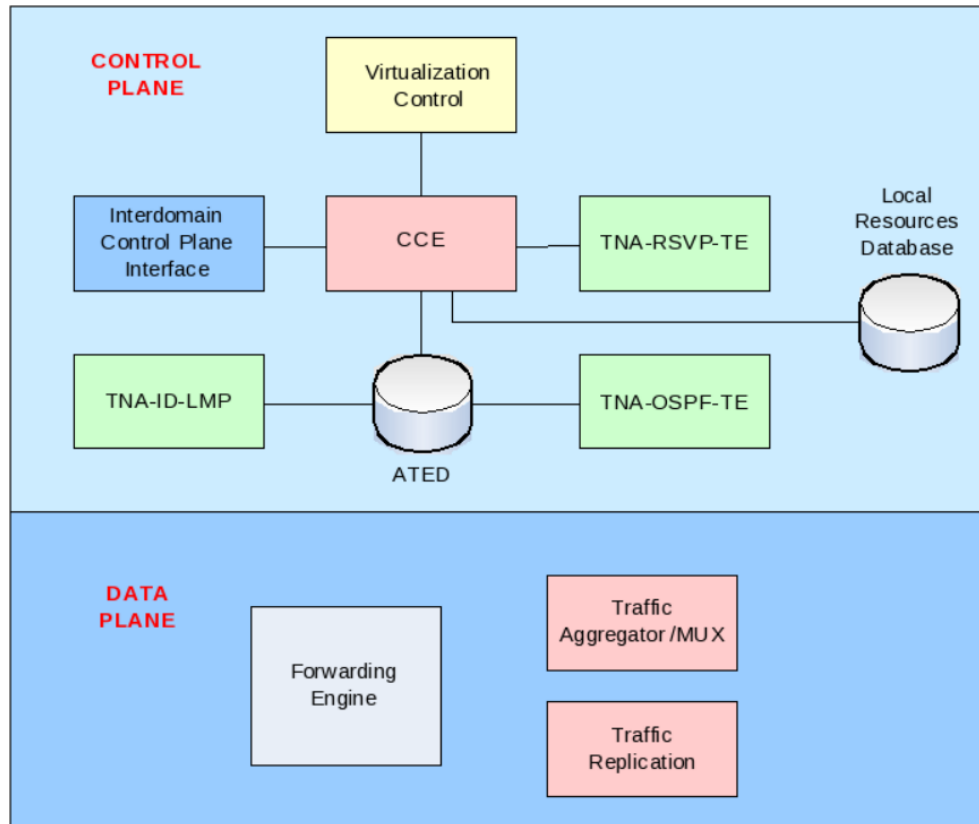 CONTROL
PLANE
Virtualization
Control
Interdomain
Control Plane
Interface
CCE
TNA-RSVP-TE
Local
Resources
Database
TNA-ID-LMP
ATED
TNA-OSPF-TE
DATA
PLANE
Forwarding
Engine
Traffic
Aggregator/MUX
Traffic
Replication